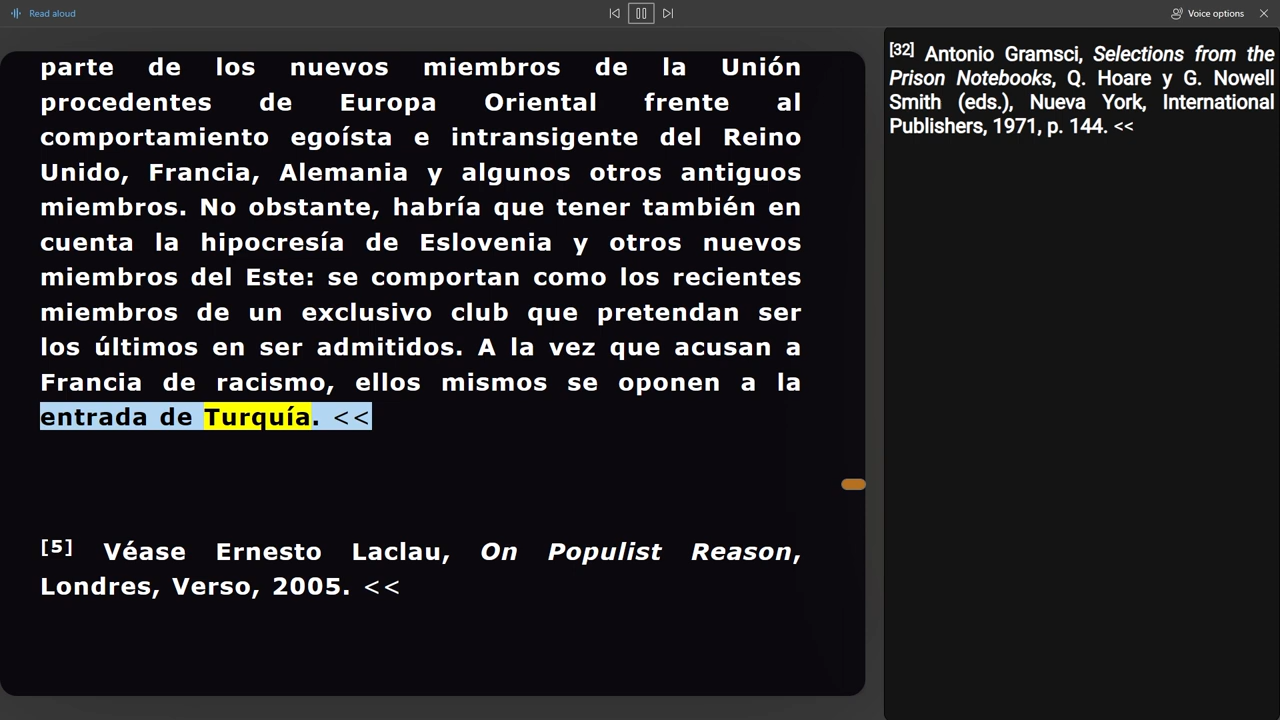 Read aloud
Voice options
parte de los nuevos miembros de la Unión
procedentes de Europa Oriental frente al
comportamiento egoísta e intransigente del Reino
Unido, Francia, Alemania y algunos otros antiguos
miembros. No obstante, habría que tener también en
cuenta la hipocresía de Eslovenia y otros nuevos
miembros del Este: se comportan como los recientes
miembros de un exclusivo club que pretendan ser
los últimos en ser admitidos. A la vez que acusan a
Francia de racismo, ellos mismos se oponen a la
entrada de Turquía. <<
[5] Véase Ernesto Laclau, On Populist Reason,
Londres, Verso, 2005. <<
[32] Antonio Gramsci, Selections from the
Prison Notebooks, Q. Hoare y G. Nowell
Smith (eds.), Nueva York, International
Publishers, 1971, p. 144. <<